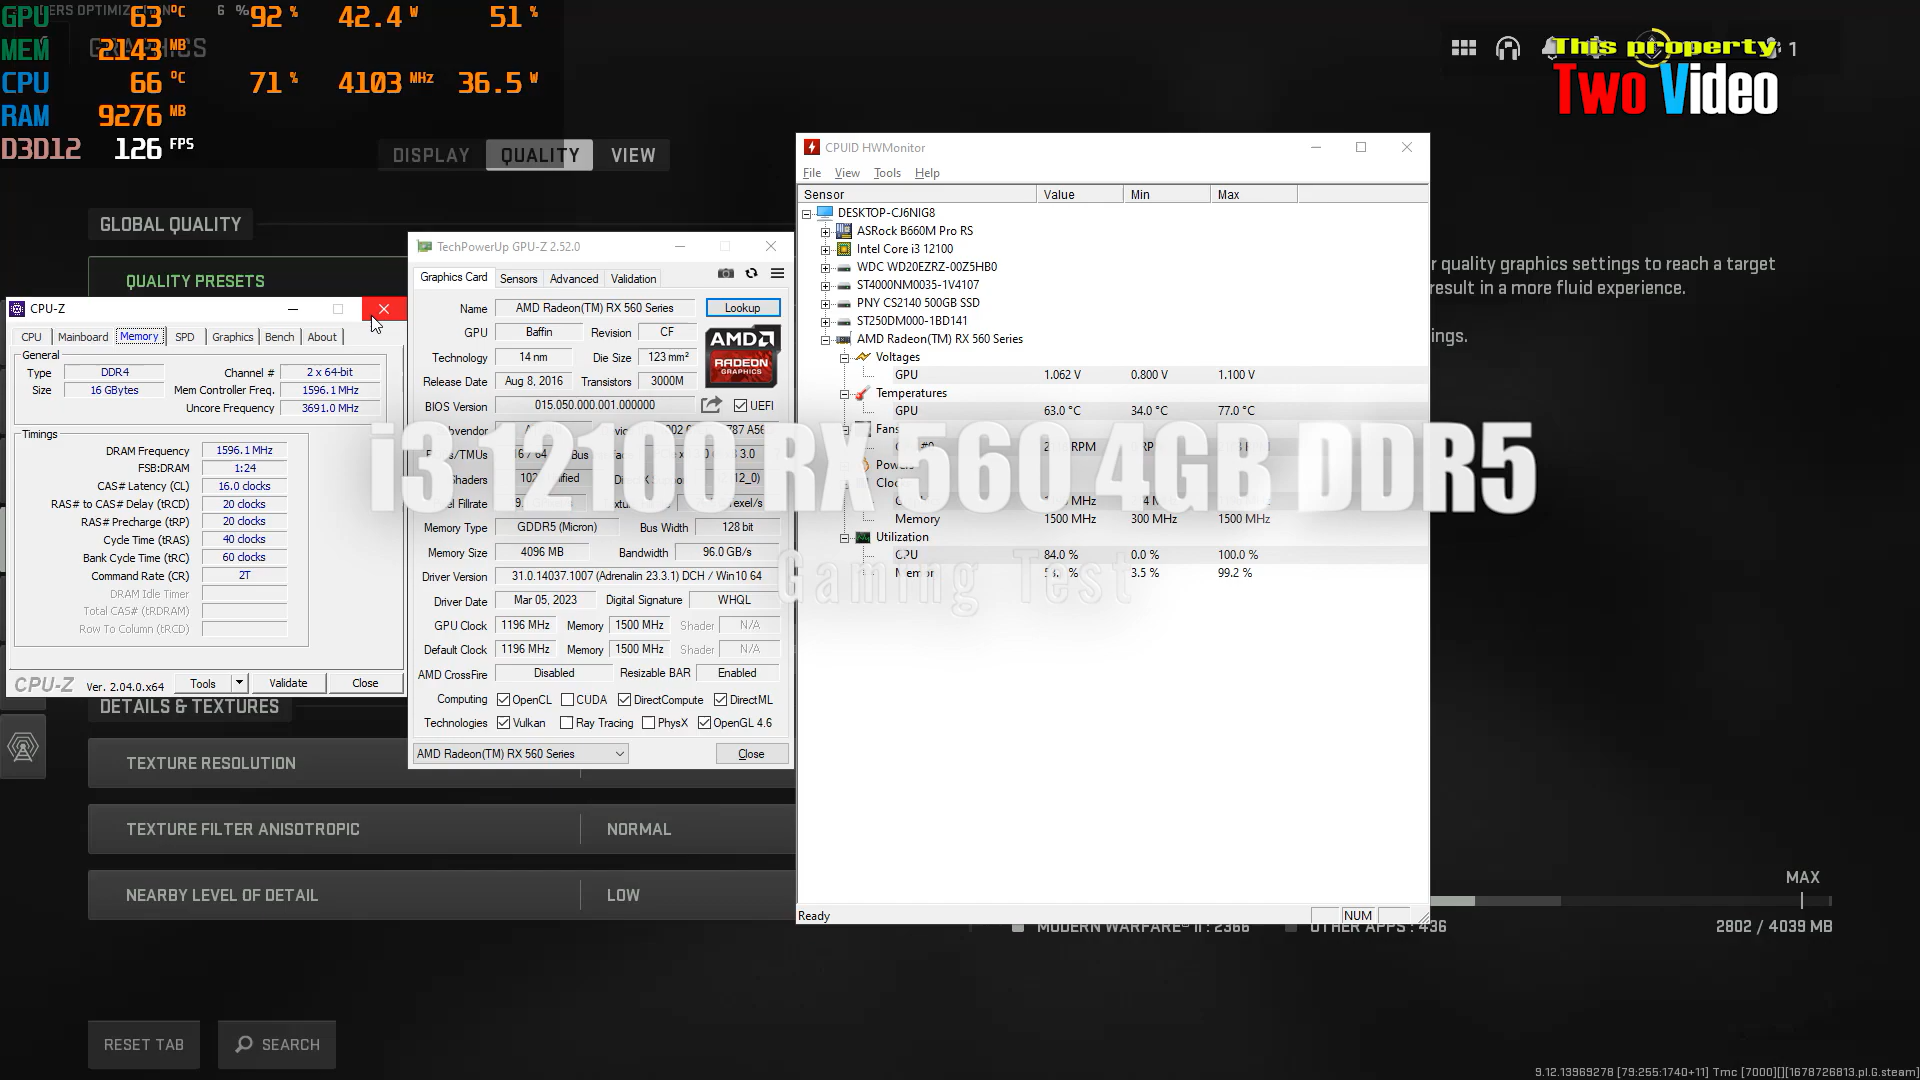 GPU 63 °C 92 % 42.4 W 51 %
MEM 2143 MB
CPU 66 °C 71 % 4103 MHz 36.5 W
RAM 9276 MB
D3D12 126 FPS
GRAPHICS
This property
Two Video
1
DISPLAY QUALITY VIEW
GLOBAL QUALITY
QUALITY PRESETS
r quality graphics settings to reach a target
result in a more fluid experience.
ngs.
CPU-Z
CPU Mainboard Memory SPD Graphics Bench About
General
Type DDR4 Channel # 2 x 64-bit
Size 16 GBytes Mem Controller Freq. 1596.1 MHz
Uncore Frequency 3691.0 MHz
Timings
DRAM Frequency 1596.1 MHz
FSB:DRAM 1:24
CAS# Latency (CL) 16.0 clocks
RAS# to CAS# Delay (tRCD) 20 clocks
RAS# Precharge (tRP) 20 clocks
Cycle Time (tRAS) 40 clocks
Bank Cycle Time (tRC) 60 clocks
Command Rate (CR) 2T
DRAM Idle Timer
Total CAS# (tRDRAM)
Row To Column (tRCD)
CPU-Z Ver. 2.04.0.x64 Tools Validate Close
TechPowerUp GPU-Z 2.52.0
Graphics Card Sensors Advanced Validation
Name AMD Radeon(TM) RX 560 Series Lookup
GPU Baffin Revision CF
Technology 14 nm Die Size 123 mm²
Release Date Aug 8, 2016 Transistors 3000M
BIOS Version 015.050.000.001.000000 UEFI
AMD
RADEON
GRAPHICS
Memory Type GDDR5 (Micron) Bus Width 128 bit
Memory Size 4096 MB Bandwidth 96.0 GB/s
Driver Version 31.0.14037.1007 (Adrenalin 23.3.1) DCH / Win10 64
Driver Date Mar 05, 2023 Digital Signature WHQL
GPU Clock 1196 MHz Memory 1500 MHz Shader N/A
Default Clock 1196 MHz Memory 1500 MHz Shader N/A
AMD CrossFire Disabled Resizable BAR Enabled
Computing OpenCL CUDA DirectCompute DirectML
Technologies Vulkan Ray Tracing PhysX OpenGL 4.6
AMD Radeon(TM) RX 560 Series Close
CPUID HWMonitor
File View Tools Help
Sensor Value Min Max
DESKTOP-CJ6NIG8
ASRock B660M Pro RS
Intel Core i3 12100
WDC WD20EZRZ-00Z5HB0
ST4000NM0035-1V4107
PNY CS2140 500GB SSD
ST250DM000-1BD141
AMD Radeon(TM) RX 560 Series
Voltages
GPU 1.062 V 0.800 V 1.100 V
Temperatures
GPU 63.0 °C 34.0 °C 77.0 °C
Fans
Powers
Memory 1500 MHz 300 MHz 1500 MHz
Utilization
CPU 84.0 % 0.0 % 100.0 %
3.5 % 99.2 %
Ready NUM
i3 12100 RX 560 4GB DDR5
Gaming Test
DETAILS & TEXTURES
TEXTURE RESOLUTION
TEXTURE FILTER ANISOTROPIC NORMAL
NEARBY LEVEL OF DETAIL LOW
MAX
MODERN WARFARE® II : 2366 OTHER APPS : 436 2802 / 4039 MB
RESET TAB SEARCH
9.12.13969278 [79:255:1740+11] Tmc [7000][][1678726813.pl.G.steam]